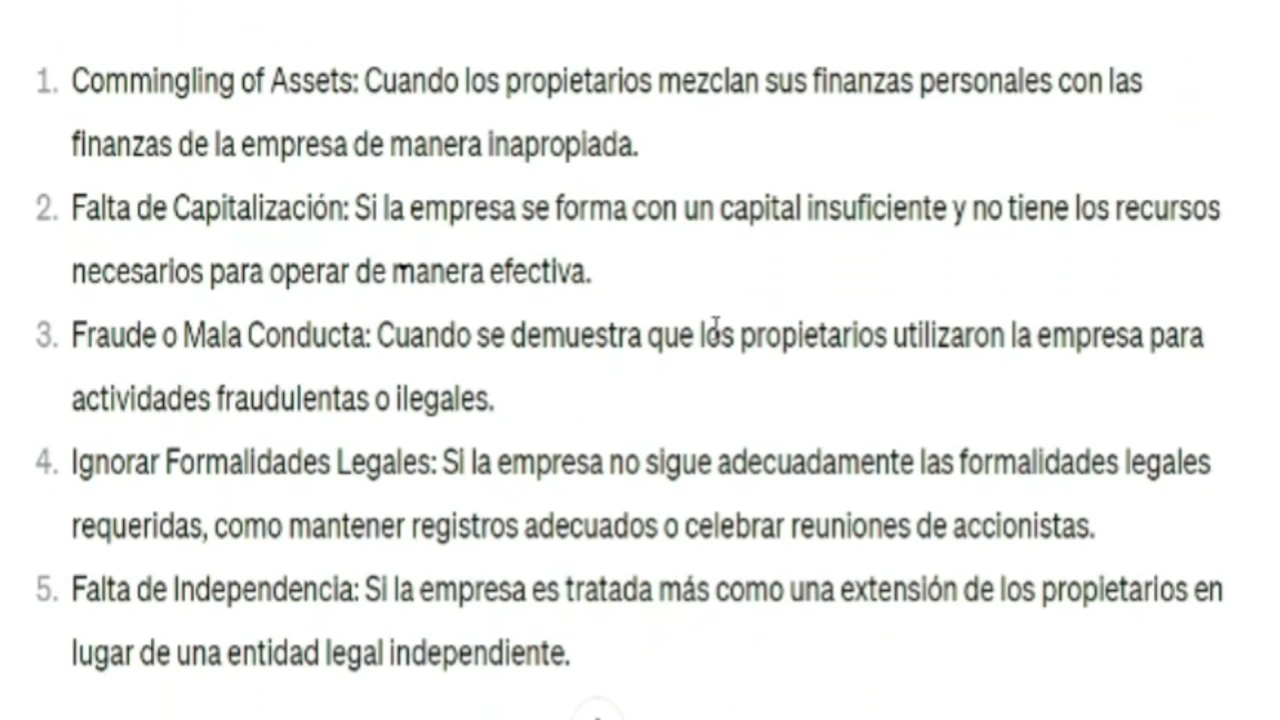 1. Commingling of Assets: Cuando los propietarios mezclan sus finanzas personales con las
finanzas de la empresa de manera inapropiada.
2. Falta de Capitalización: Si la empresa se forma con un capital insuficiente y no tiene los recursos
necesarios para operar de manera efectiva.
3. Fraude o Mala Conducta: Cuando se demuestra que los propietarios utilizaron la empresa para
actividades fraudulentas o ilegales.
4. Ignorar Formalidades Legales: Si la empresa no sigue adecuadamente las formalidades legales
requeridas, como mantener registros adecuados o celebrar reuniones de accionistas.
5. Falta de Independencia: Si la empresa es tratada más como una extensión de los propietarios en
lugar de una entidad legal independiente.